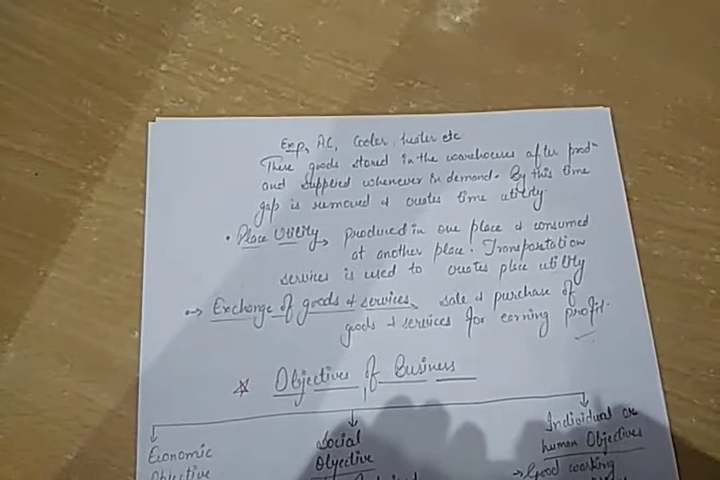 Exp, AC, Cooler, heater etc
These goods stored in the warehouses after prodn
and supplied whenever in demand. By this time
gap is removed & creates time utility.
• Place Utility → produced in one place & consumed
at another place. Transportation
services is used to creates place utility
•→ Exchange of goods & services, sale & purchase of
goods & services for earning profit.
☆ Objectives of Business
Economic
Objective
Social
Objective
Individual or
human Objectives
→ Good working